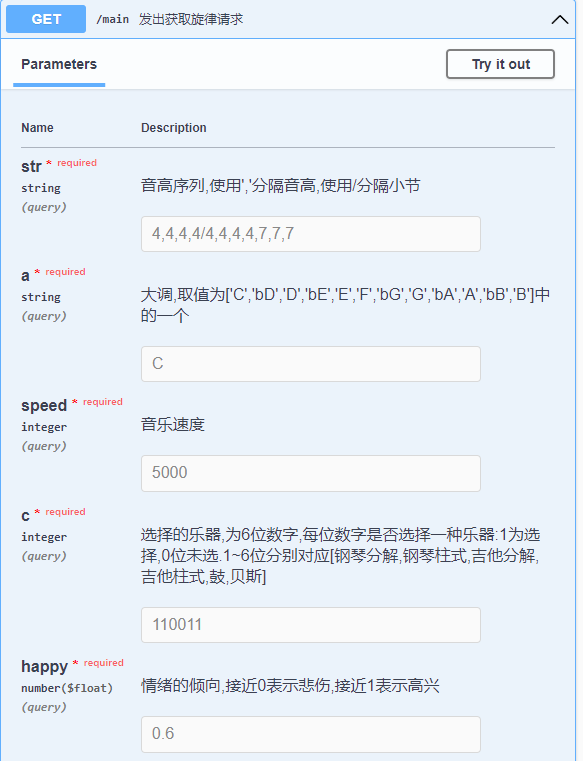 GET /main 发出获取旋律请求
Parameters Try it out
Name Description
str * required
string
(query)
音高序列,使用','分隔音高,使用/分隔小节
4,4,4,4/4,4,4,4,7,7,7
a * required
string
(query)
大调,取值为['C','bD','D','bE','E','F','bG','G','bA','A','bB','B']中
的一个
C
speed * required
integer
(query)
音乐速度
5000
c * required
integer
(query)
选择的乐器,为6位数字,每位数字是否选择一种乐器:1为选
择,0位未选.1~6位分别对应[钢琴分解,钢琴柱式,吉他分解,
吉他柱式,鼓,贝斯]
110011
happy * required
number($float)
(query)
情绪的倾向,接近0表示悲伤,接近1表示高兴
0.6